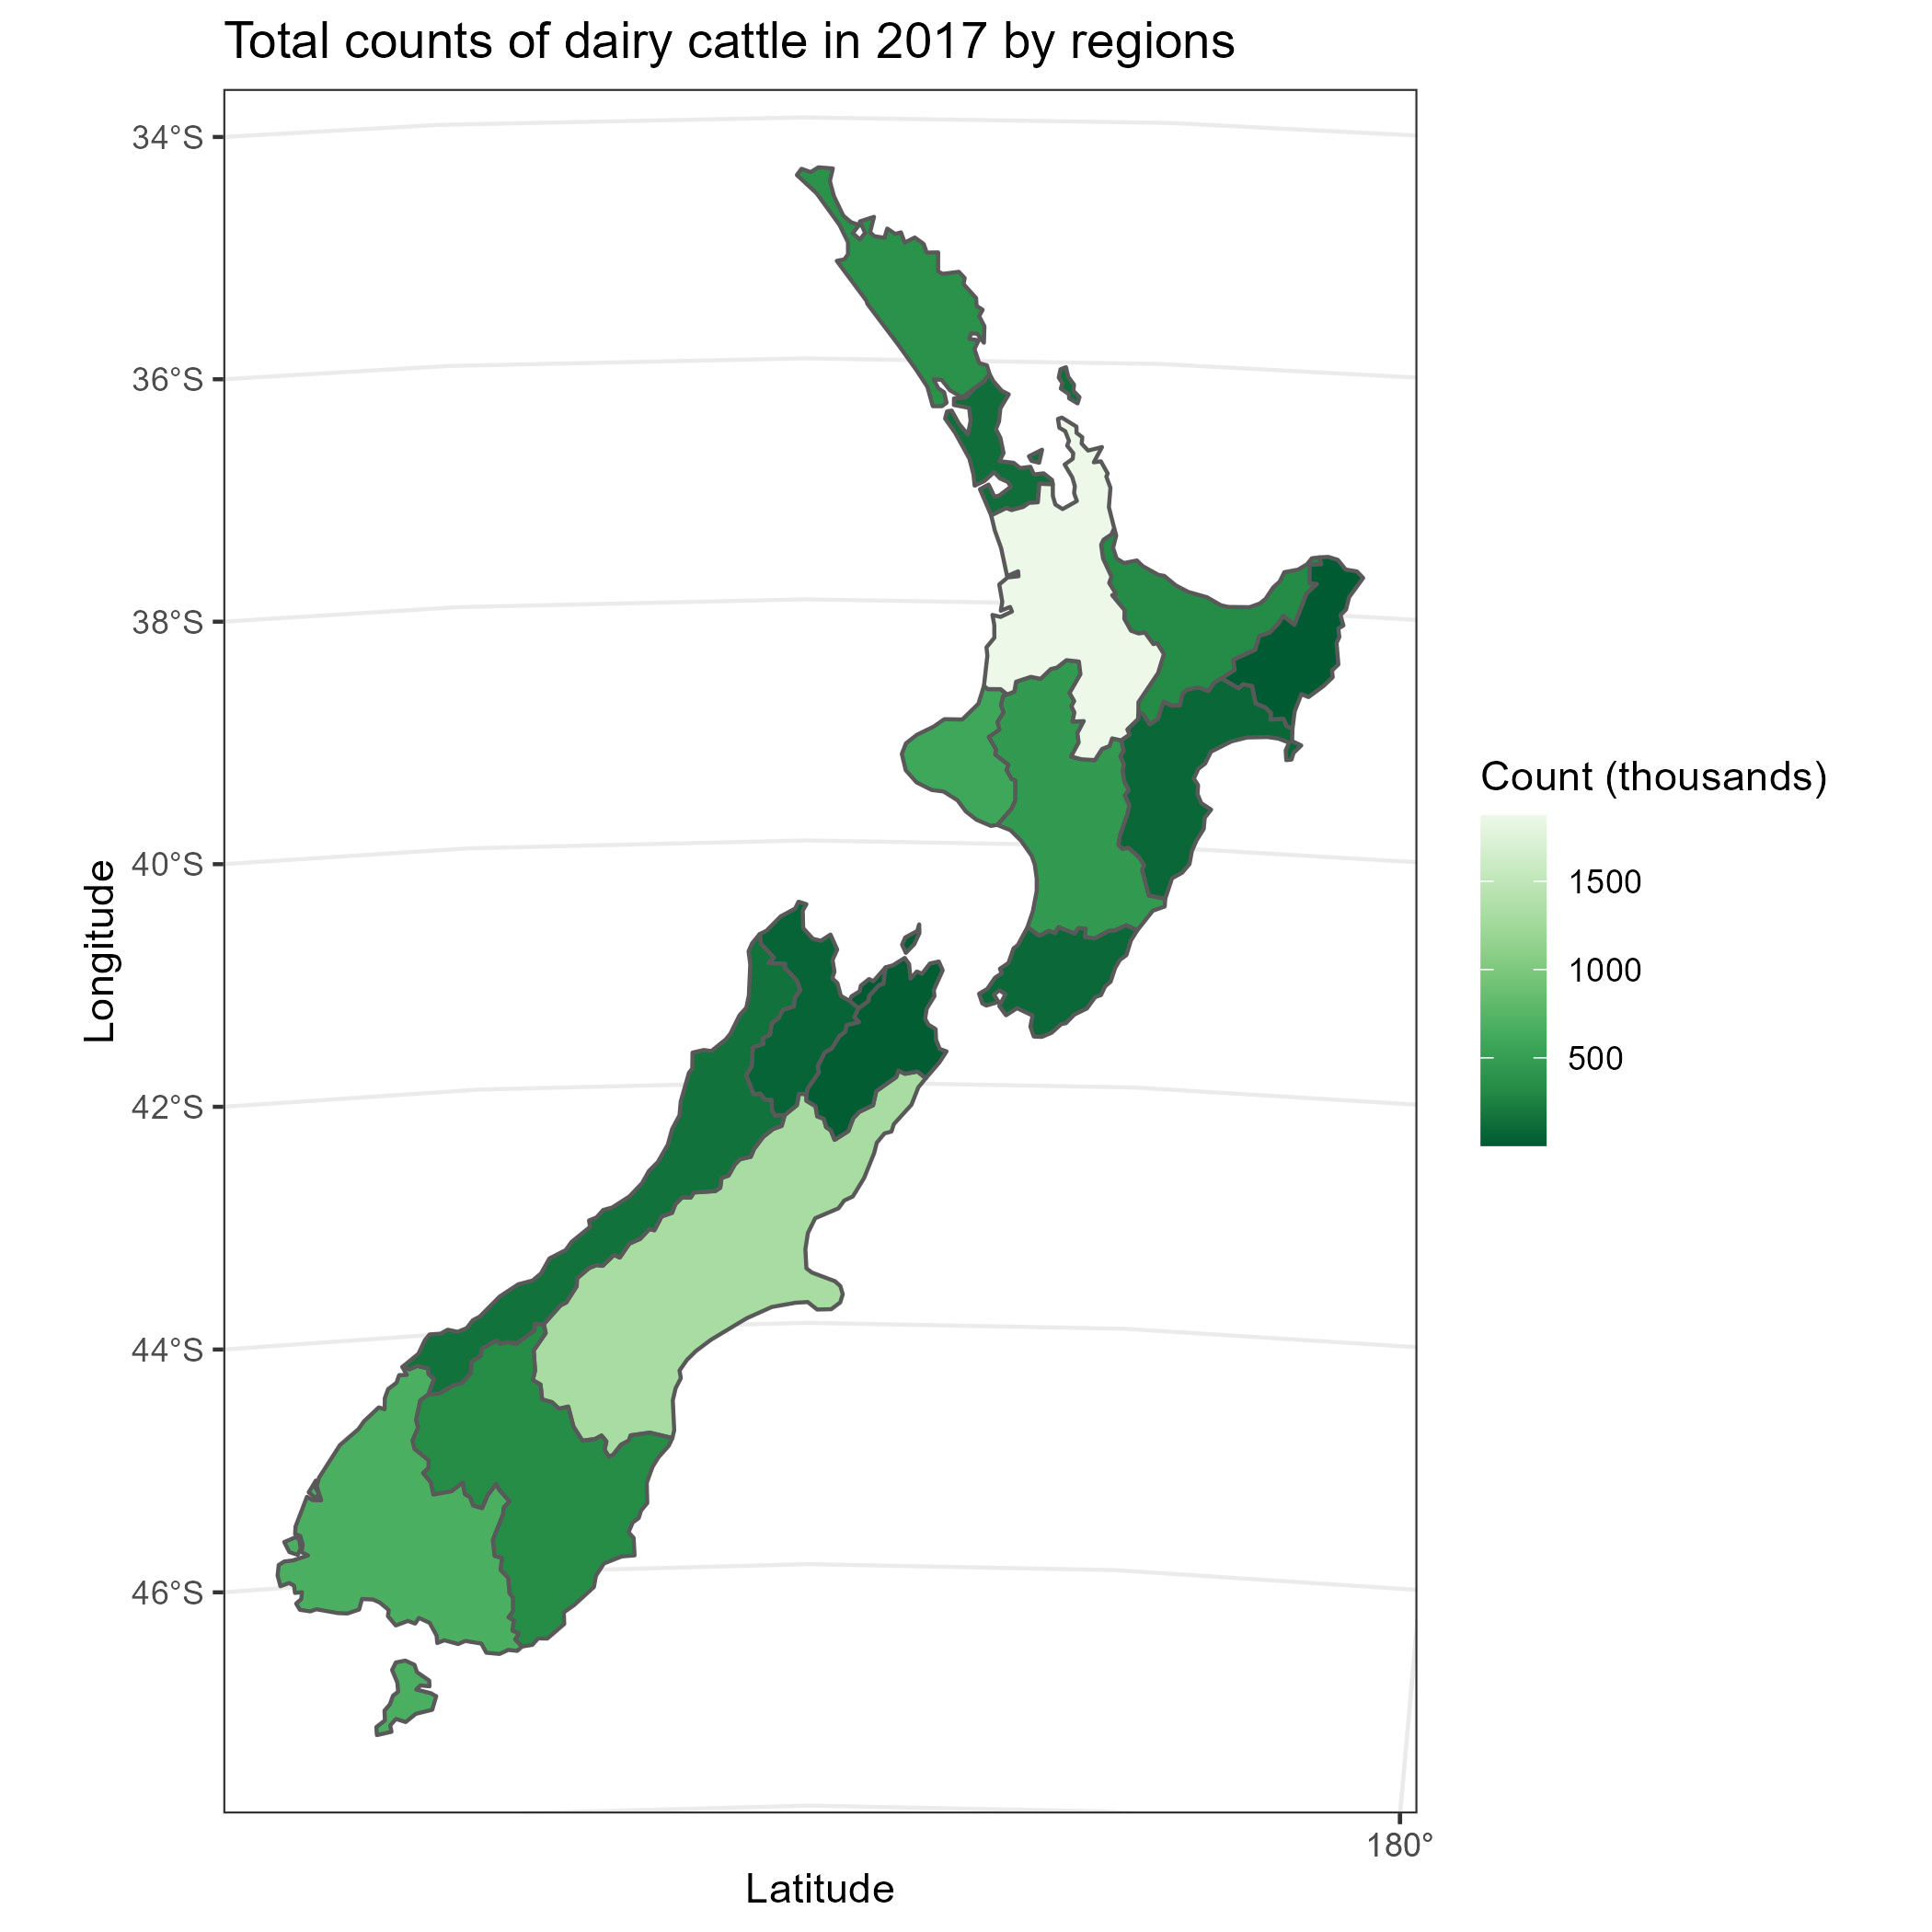 Total counts of dairy cattle in 2017 by regions
34°S
36°S
38°S
40°S
42°S
44°S
46°S
Longitude
180°
Latitude
Count (thousands)
1500
1000
500